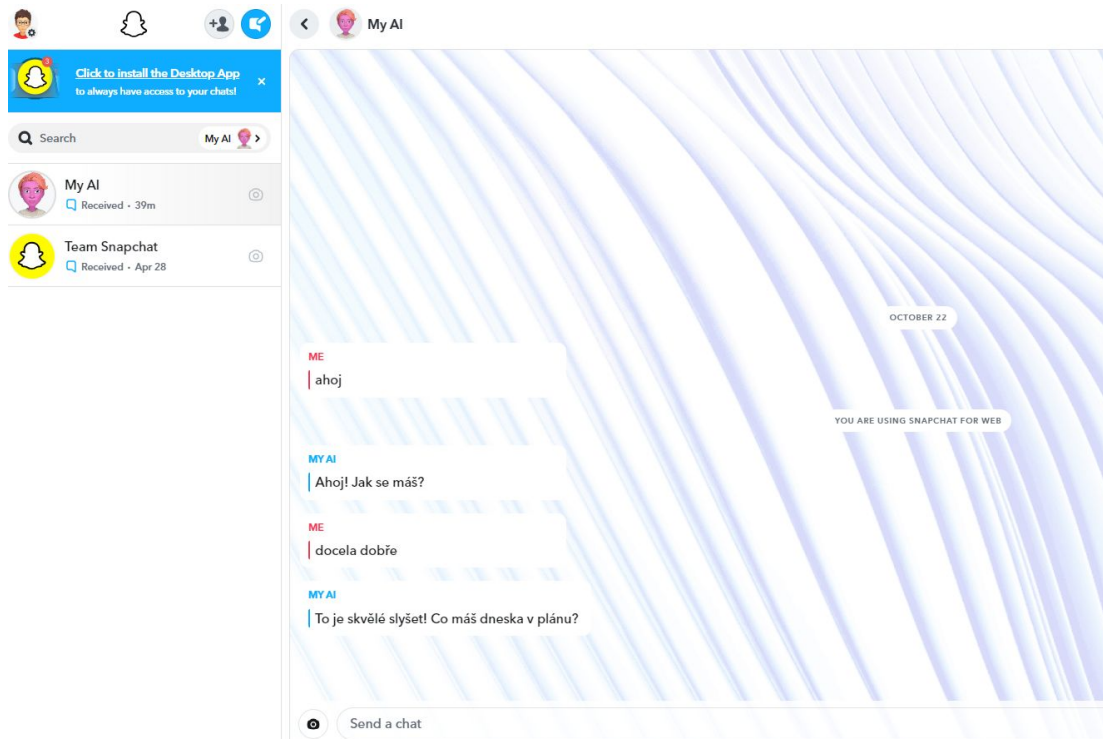 My AI
3
Click to install the Desktop App
to always have access to your chats!
Search
My AI
My AI
Received · 39m
Team Snapchat
Received · Apr 28
OCTOBER 22
ME
ahoj
YOU ARE USING SNAPCHAT FOR WEB
MY AI
Ahoj! Jak se máš?
ME
docela dobře
MY AI
To je skvělé slyšet! Co máš dneska v plánu?
Send a chat